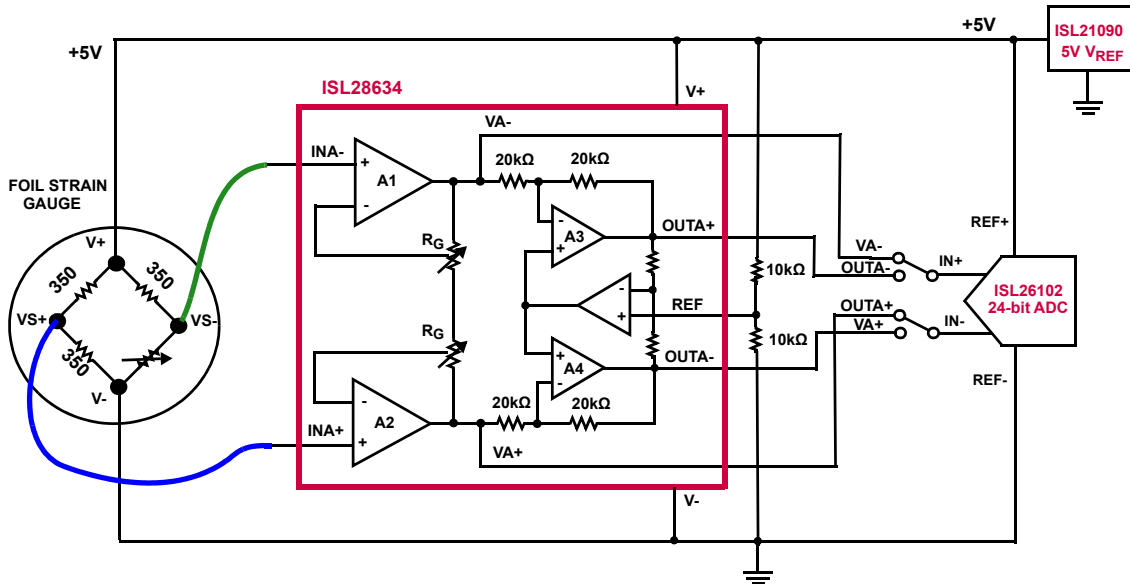 +5V
+5V
ISL21090
5V VREF
ISL28634
V+
VA-
INA-
+
A1
-
20kΩ
20kΩ
FOIL STRAIN
GAUGE
V+
350
350
VS+
VS-
350
V-
RG
RG
-
A3
+
OUTA+
-
+
REF
10kΩ
10kΩ
+
A4
-
OUTA-
20kΩ
20kΩ
INA+
-
A2
+
VA+
V-
VA-
OUTA-
IN+
OUTA+
VA+
IN-
REF+
ISL26102
24-bit ADC
REF-